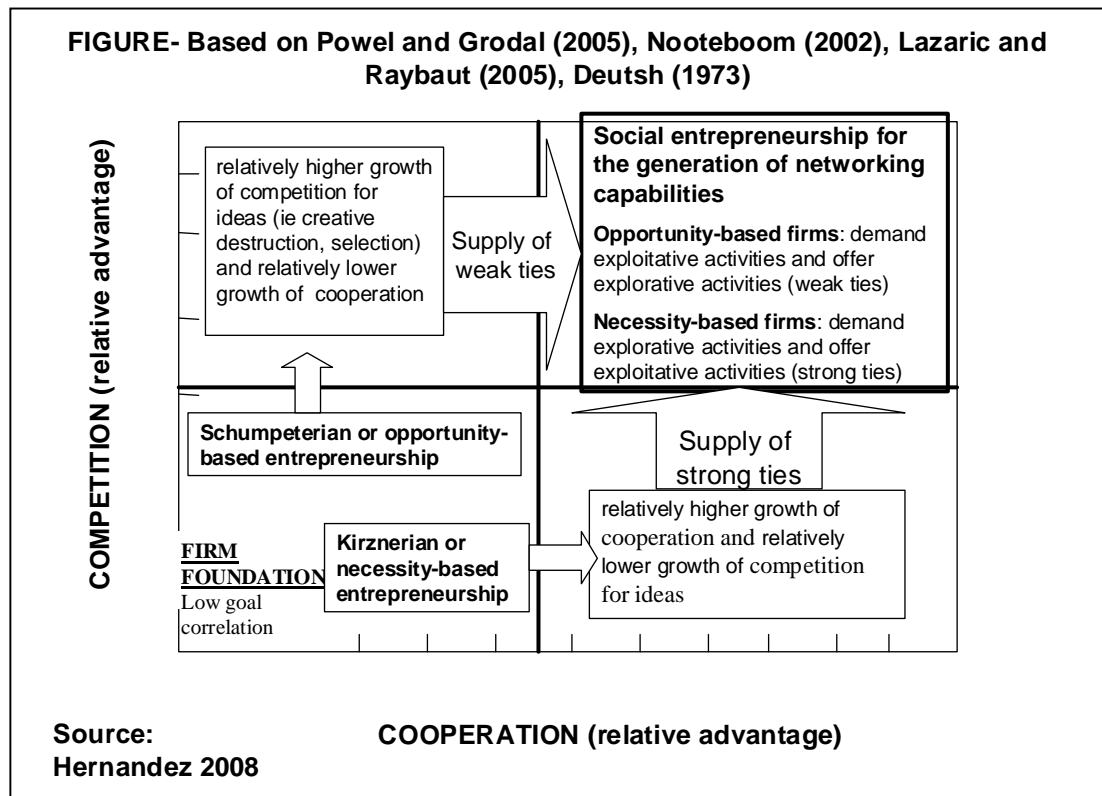 FIGURE- Based on Powel and Grodal (2005), Nooteboom (2002), Lazaric and
Raybaut (2005), Deutsh (1973)
COMPETITION (relative advantage)
relatively higher growth
of competition for
ideas (ie creative
destruction, selection)
and relatively lower
growth of cooperation
Supply of
weak ties
Social entrepreneurship for
the generation of networking
capabilities
Opportunity-based firms: demand
exploitative activities and offer
explorative activities (weak ties)
Necessity-based firms: demand
explorative activities and offer
exploitative activities (strong ties)
Schumpeterian or opportunity-
based entrepreneurship
Supply of
strong ties
FIRM
FOUNDATION
Low goal
correlation
Kirznerian or
necessity-based
entrepreneurship
relatively higher growth of
cooperation and relatively
lower growth of competition
for ideas
COOPERATION (relative advantage)
Source:
Hernandez 2008